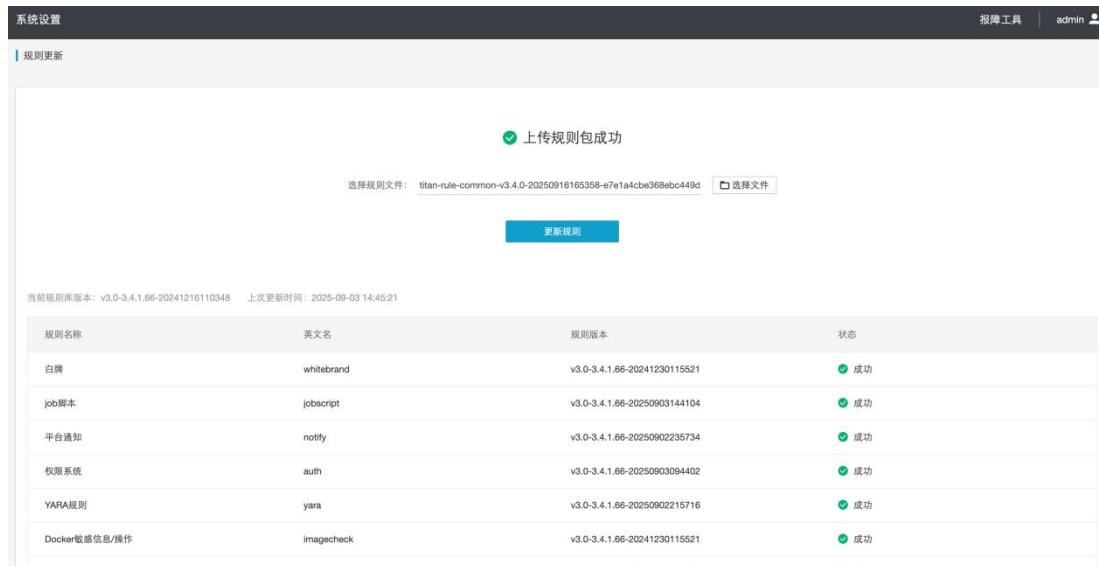 系统设置 报障工具 admin
规则更新
上传规则包成功
选择规则文件： titan-rule-common-v3.4.0-20250916165358-e7e1a4cbe368ebc449d 选择文件
更新规则
当前规则库版本：v3.0-3.4.1.66-20241216110348 上次更新时间：2025-09-03 14:45:21
规则名称 英文名 规则版本 状态
白牌 whitebrand v3.0-3.4.1.66-20241230115521 成功
job脚本 jobscript v3.0-3.4.1.66-20250903144104 成功
平台通知 notify v3.0-3.4.1.66-20250902235734 成功
权限系统 auth v3.0-3.4.1.66-20250903094402 成功
YARA规则 yara v3.0-3.4.1.66-20250902215716 成功
Docker敏感信息/操作 imagecheck v3.0-3.4.1.66-20241230115521 成功